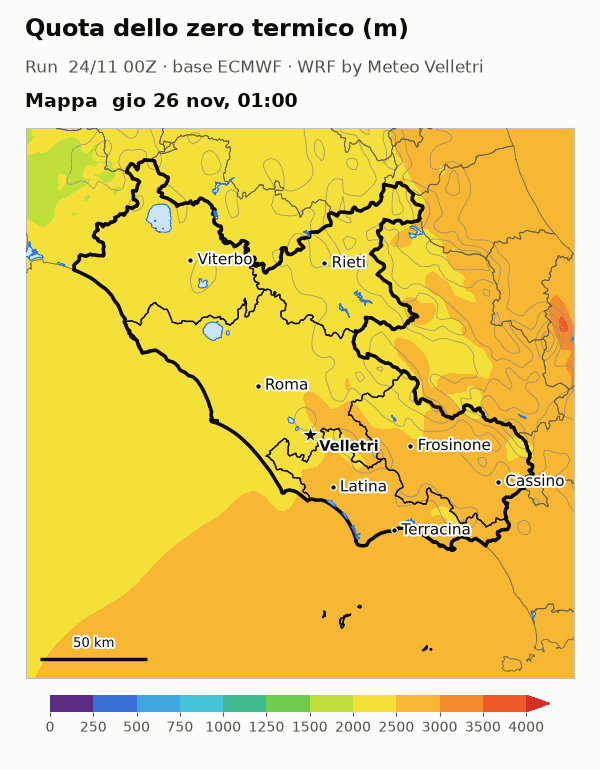 Quota dello zero termico (m)
Run  24/11 00Z · base ECMWF · WRF by Meteo Velletri
Mappa  gio 26 nov, 01:00
Viterbo
Rieti
Roma
Velletri
Frosinone
Latina
Cassino
Terracina
50 km
0 250 500 750 1000 1250 1500 2000 2500 3000 3500 4000